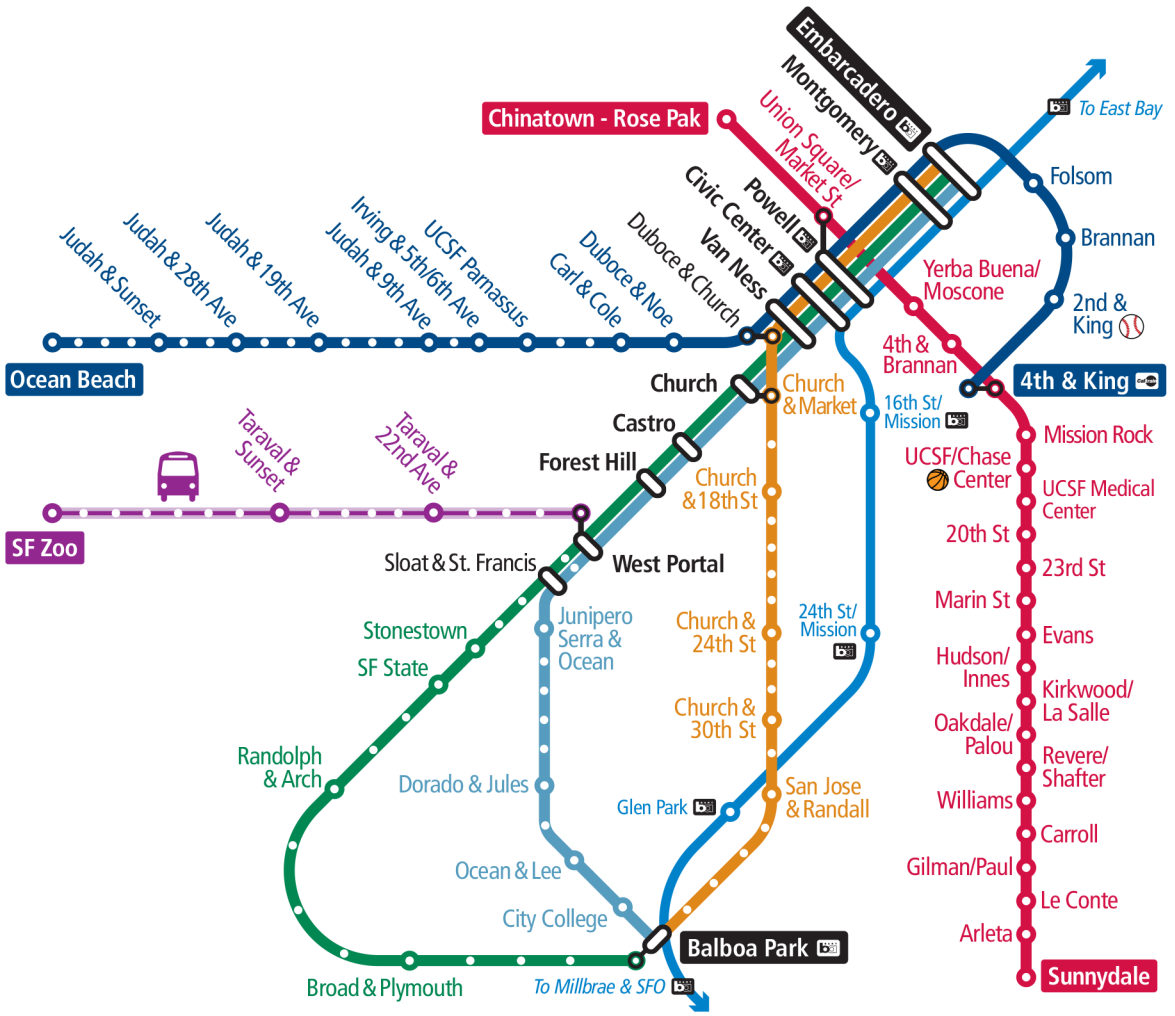 Embarcadero
Montgomery
To East Bay
Chinatown - Rose Pak
Union Square/
Market St
Powell
Civic Center
Van Ness
Folsom
Brannan
2nd &
King
Yerba Buena/
Moscone
4th &
Brannan
4th & King
Judah & Sunset
Judah & 28th Ave
Judah & 19th Ave
Judah & 9th Ave
Irving & 5th/6th Ave
UCSF Parnassus
Carl & Cole
Duboce & Noe
Duboce & Church
Ocean Beach
Church
Church
& Market
16th St/
Mission
Castro
Forest Hill
Taraval &
Sunset
Taraval &
22nd Ave
SF Zoo
Church
& 18th St
Mission Rock
UCSF/Chase
Center
UCSF Medical
Center
20th St
23rd St
Marin St
Evans
Hudson/
Innes
Kirkwood/
La Salle
Oakdale/
Palou
Revere/
Shafter
Williams
Carroll
Gilman/Paul
Le Conte
Arleta
Sunnydale
Sloat & St. Francis
West Portal
Junipero
Serra &
Ocean
Stonestown
SF State
Church &
24th St
24th St/
Mission
Church &
30th St
Randolph
& Arch
Dorado & Jules
Glen Park
San Jose
& Randall
Ocean & Lee
City College
Balboa Park
Broad & Plymouth
To Millbrae & SFO